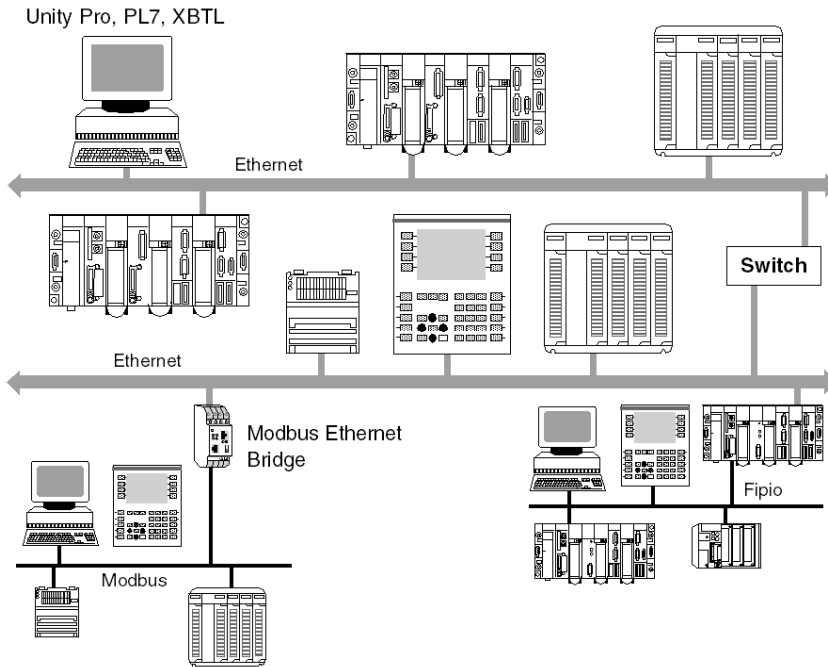 Unity Pro, PL7, XBTL
Ethernet
Switch
Ethernet
Modbus Ethernet
Bridge
Fipio
Modbus